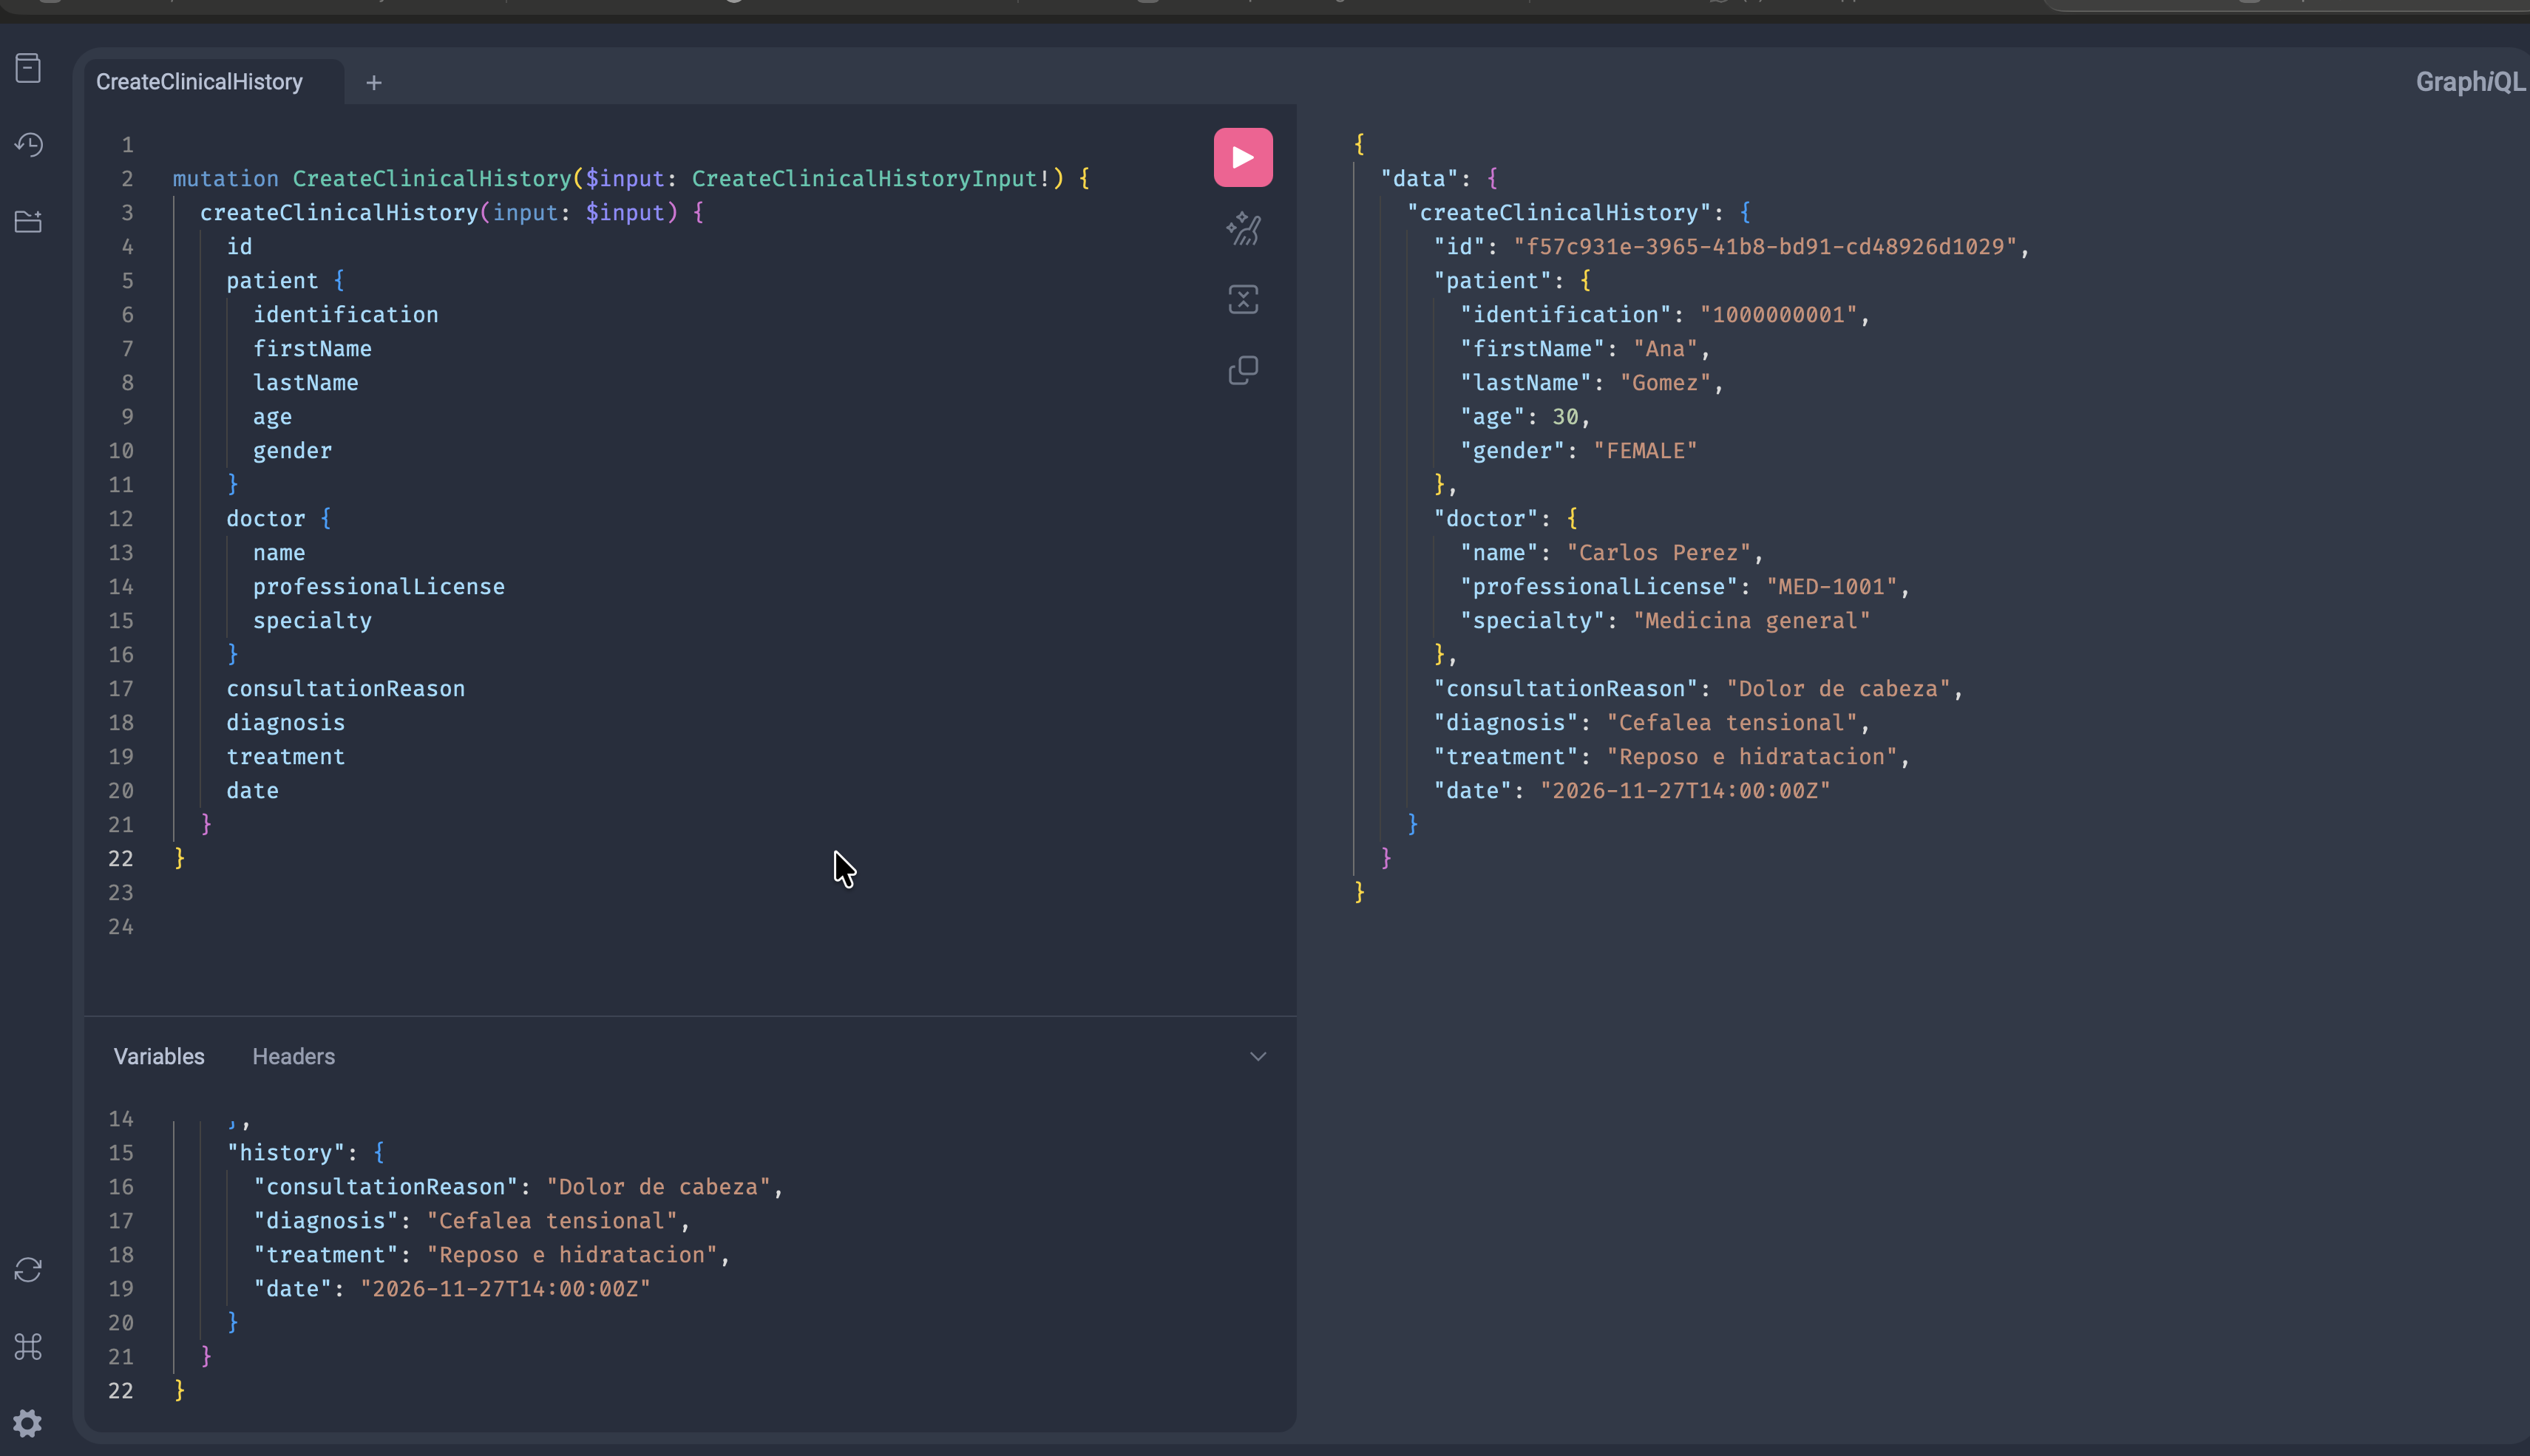 CreateClinicalHistory +
GraphiQL
1
2 mutation CreateClinicalHistory($input: CreateClinicalHistoryInput!) {
3 createClinicalHistory(input: $input) {
4 id
5 patient {
6 identification
7 firstName
8 lastName
9 age
10 gender
11 }
12 doctor {
13 name
14 professionalLicense
15 specialty
16 }
17 consultationReason
18 diagnosis
19 treatment
20 date
21 }
22 }
23
24
Variables Headers
14 },
15 "history": {
16 "consultationReason": "Dolor de cabeza",
17 "diagnosis": "Cefalea tensional",
18 "treatment": "Reposo e hidratacion",
19 "date": "2026-11-27T14:00:00Z"
20 }
21 }
22 }
{
"data": {
"createClinicalHistory": {
"id": "f57c931e-3965-41b8-bd91-cd48926d1029",
"patient": {
"identification": "1000000001",
"firstName": "Ana",
"lastName": "Gomez",
"age": 30,
"gender": "FEMALE"
},
"doctor": {
"name": "Carlos Perez",
"professionalLicense": "MED-1001",
"specialty": "Medicina general"
},
"consultationReason": "Dolor de cabeza",
"diagnosis": "Cefalea tensional",
"treatment": "Reposo e hidratacion",
"date": "2026-11-27T14:00:00Z"
}
}
}